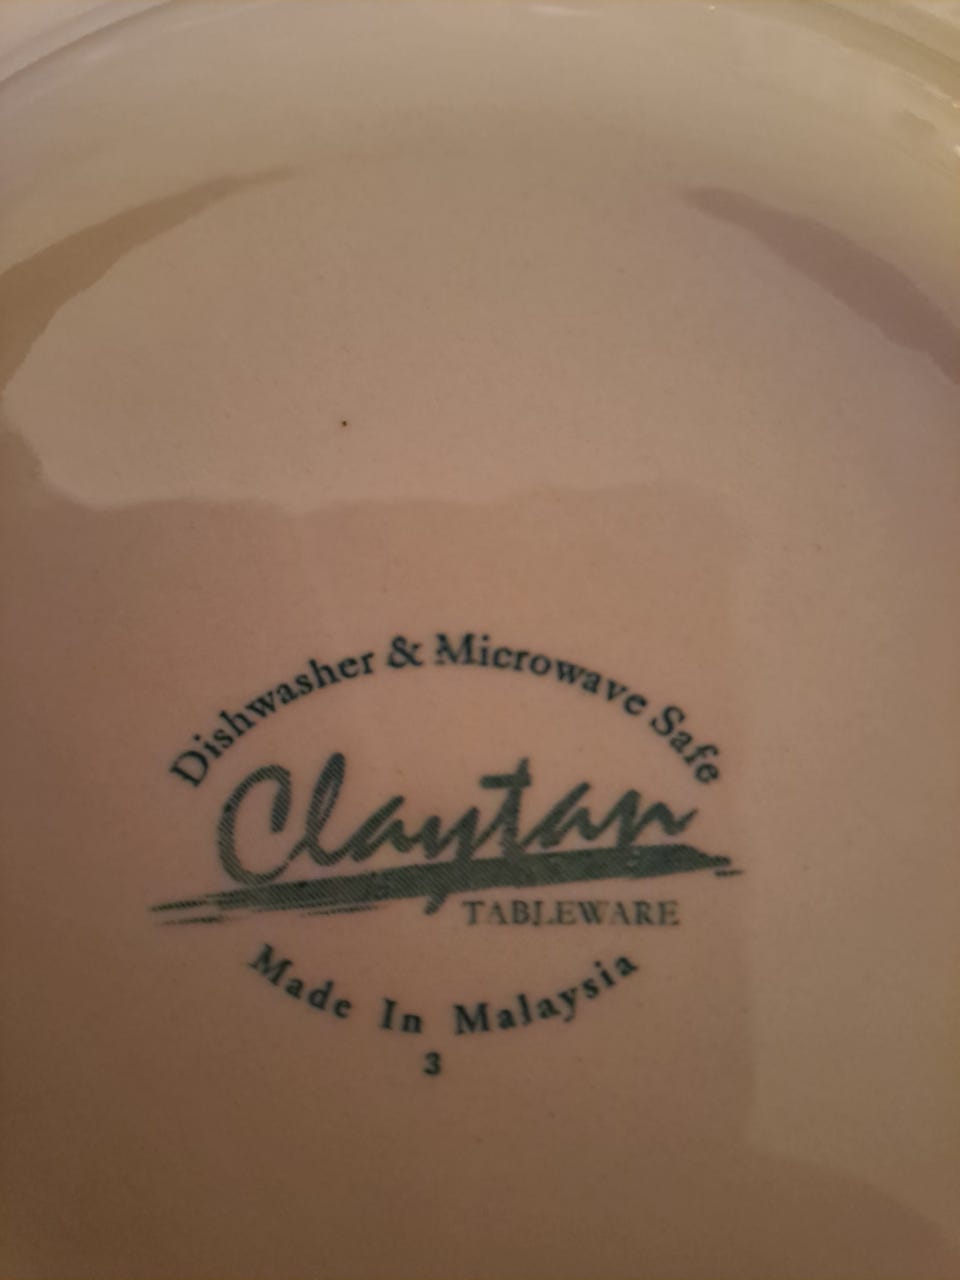 Dishwasher & Microwave Safe
Claytan
TABLEWARE
Made In Malaysia
3